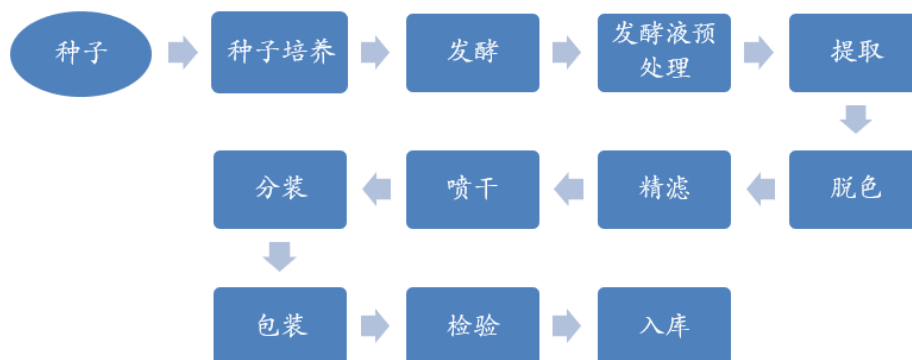 种子
种子培养
发酵
发酵液预
处理
提取
脱色
精滤
喷干
分装
包装
检验
入库